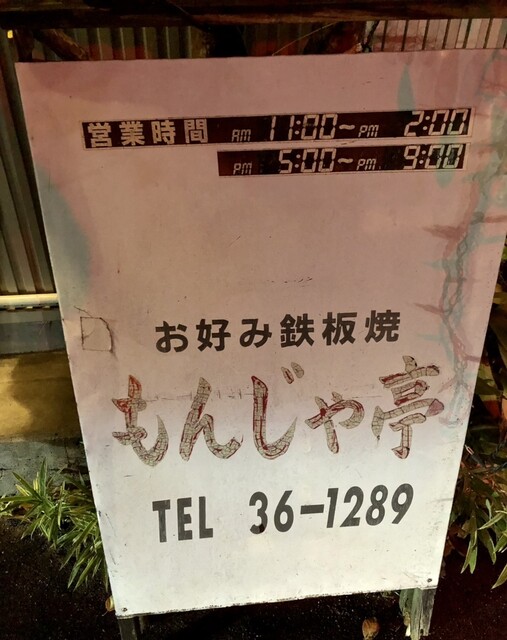 営業時間 AM 11:00~PM 2:00
PM 5:00~PM 9:00
お好み鉄板焼
もんじゃ亭
TEL 36-1289